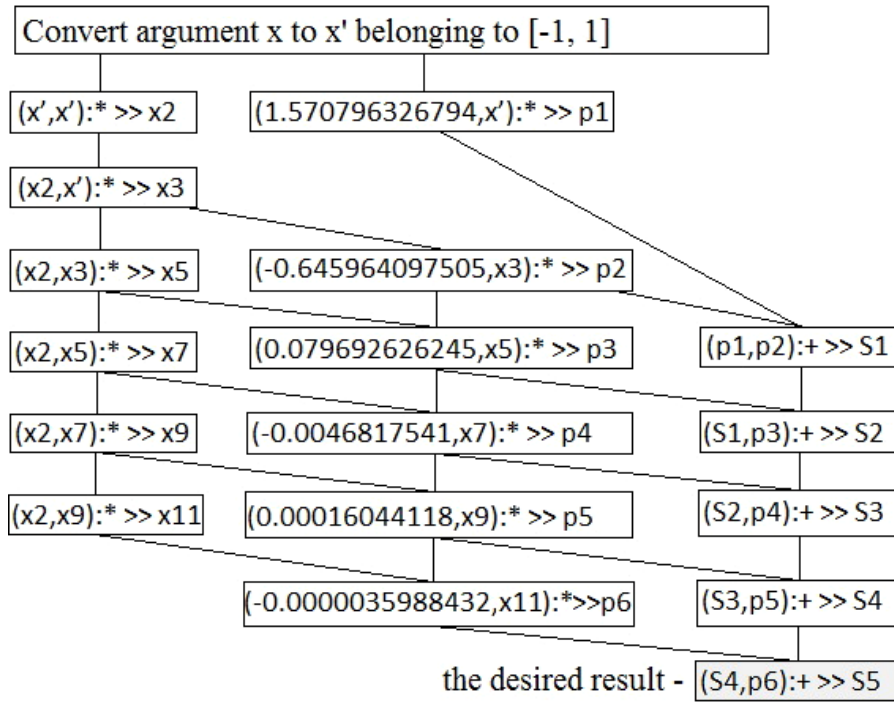 Convert argument x to x' belonging to [-1, 1]
(x',x'):* >> x2
(1.570796326794,x'):* >> p1
(x2,x'):* >> x3
(x2,x3):* >> x5
(-0.645964097505,x3):* >> p2
(x2,x5):* >> x7
(0.079692626245,x5):* >> p3
(p1,p2):+ >> S1
(x2,x7):* >> x9
(-0.0046817541,x7):* >> p4
(S1,p3):+ >> S2
(x2,x9):* >> x11
(0.00016044118,x9):* >> p5
(S2,p4):+ >> S3
(-0.0000035988432,x11):*>>p6
(S3,p5):+ >> S4
the desired result - (S4,p6):+ >> S5